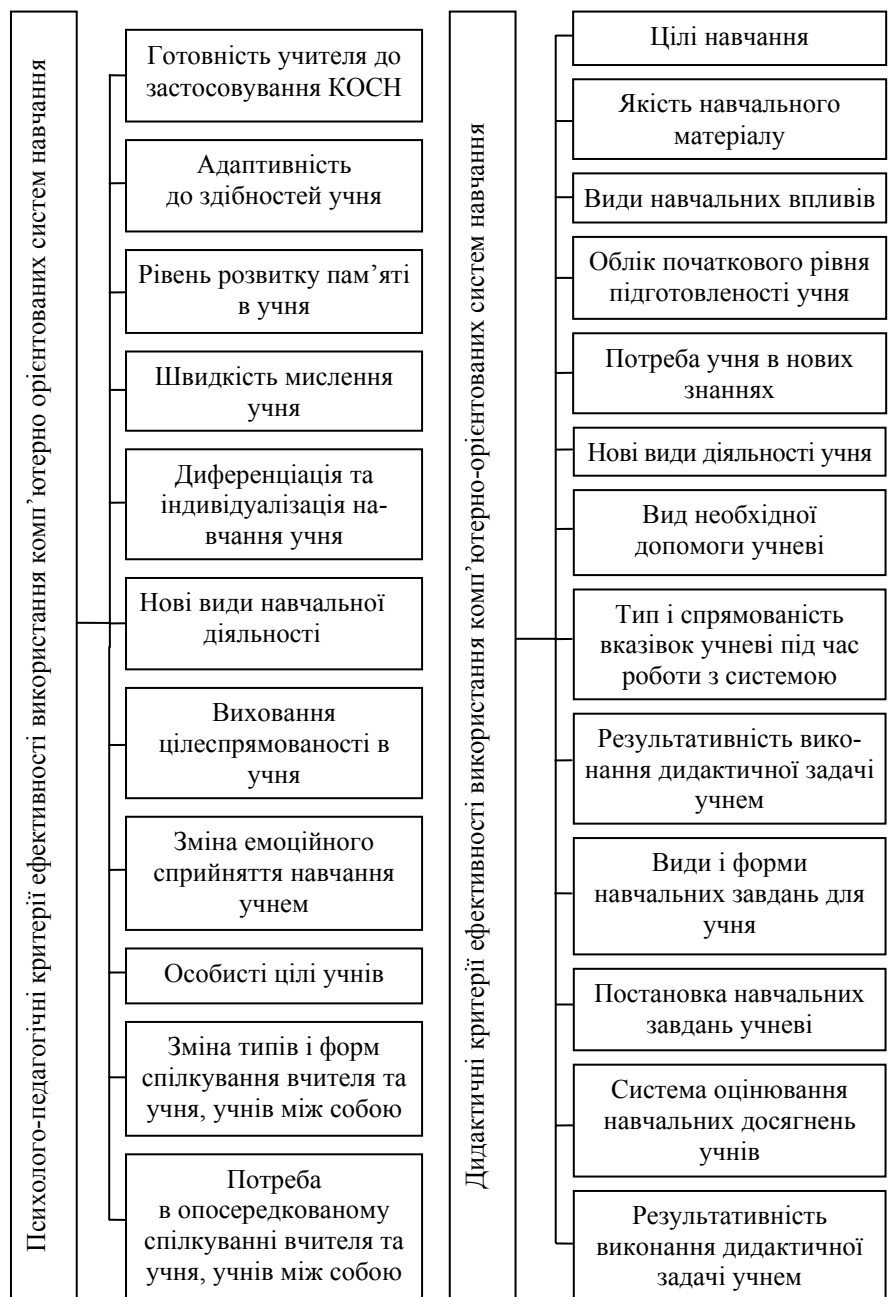 Психолого-педагогічні критерії ефективності використання комп’ютерно орієнтованих систем навчання
Готовність учителя до
застосовування КОСН
Адаптивність
до здібностей учня
Рівень розвитку пам’яті
в учня
Швидкість мислення
учня
Диференціація та
індивідуалізація на-
вчання учня
Нові види навчальної
діяльності
Виховання
цілеспрямованості в
учня
Зміна емоційного
сприйняття навчання
учнем
Особисті цілі учнів
Зміна типів і форм
спілкування вчителя та
учня, учнів між собою
Потреба
в опосередкованому
спілкуванні вчителя та
учня, учнів між собою
Дидактичні критерії ефективності використання комп’ютерно-орієнтованих систем навчання
Цілі навчання
Якість навчального
матеріалу
Види навчальних впливів
Облік початкового рівня
підготовленості учня
Потреба учня в нових
знаннях
Нові види діяльності учня
Вид необхідної
допомоги учневі
Тип і спрямованість
вказівок учневі під час
роботи з системою
Результативність вико-
нання дидактичної задачі
учнем
Види і форми
навчальних завдань для
учня
Постановка навчальних
завдань учневі
Система оцінювання
навчальних досягнень
учнів
Результативність
виконання дидактичної
задачі учнем